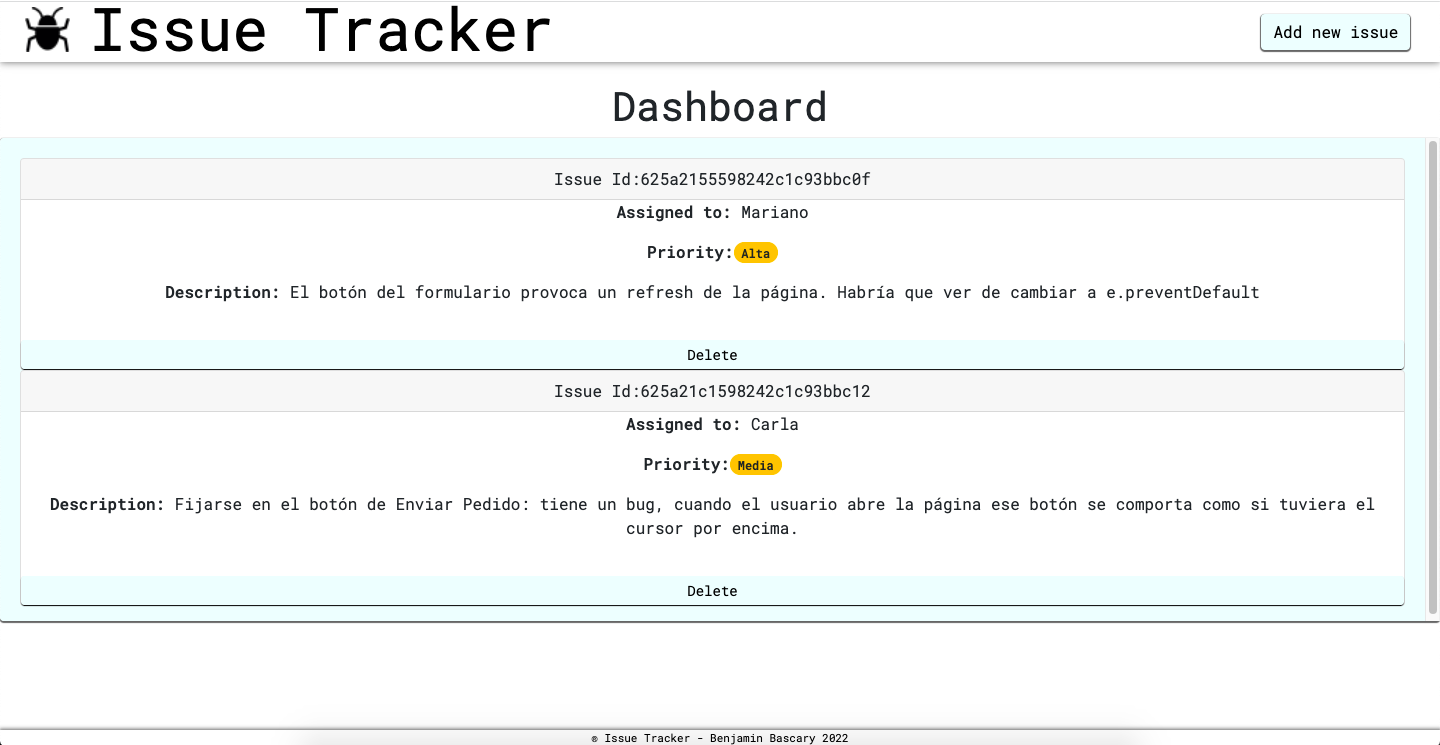 Issue Tracker
Add new issue
Dashboard
Issue Id:625a2155598242c1c93bbc0f
Assigned to: Mariano
Priority:Alta
Description: El botón del formulario provoca un refresh de la página. Habría que ver de cambiar a e.preventDefault
Delete
Issue Id:625a21c1598242c1c93bbc12
Assigned to: Carla
Priority:Media
Description: Fijarse en el botón de Enviar Pedido: tiene un bug, cuando el usuario abre la página ese botón se comporta como si tuviera el
cursor por encima.
Delete
© Issue Tracker - Benjamin Bascary 2022